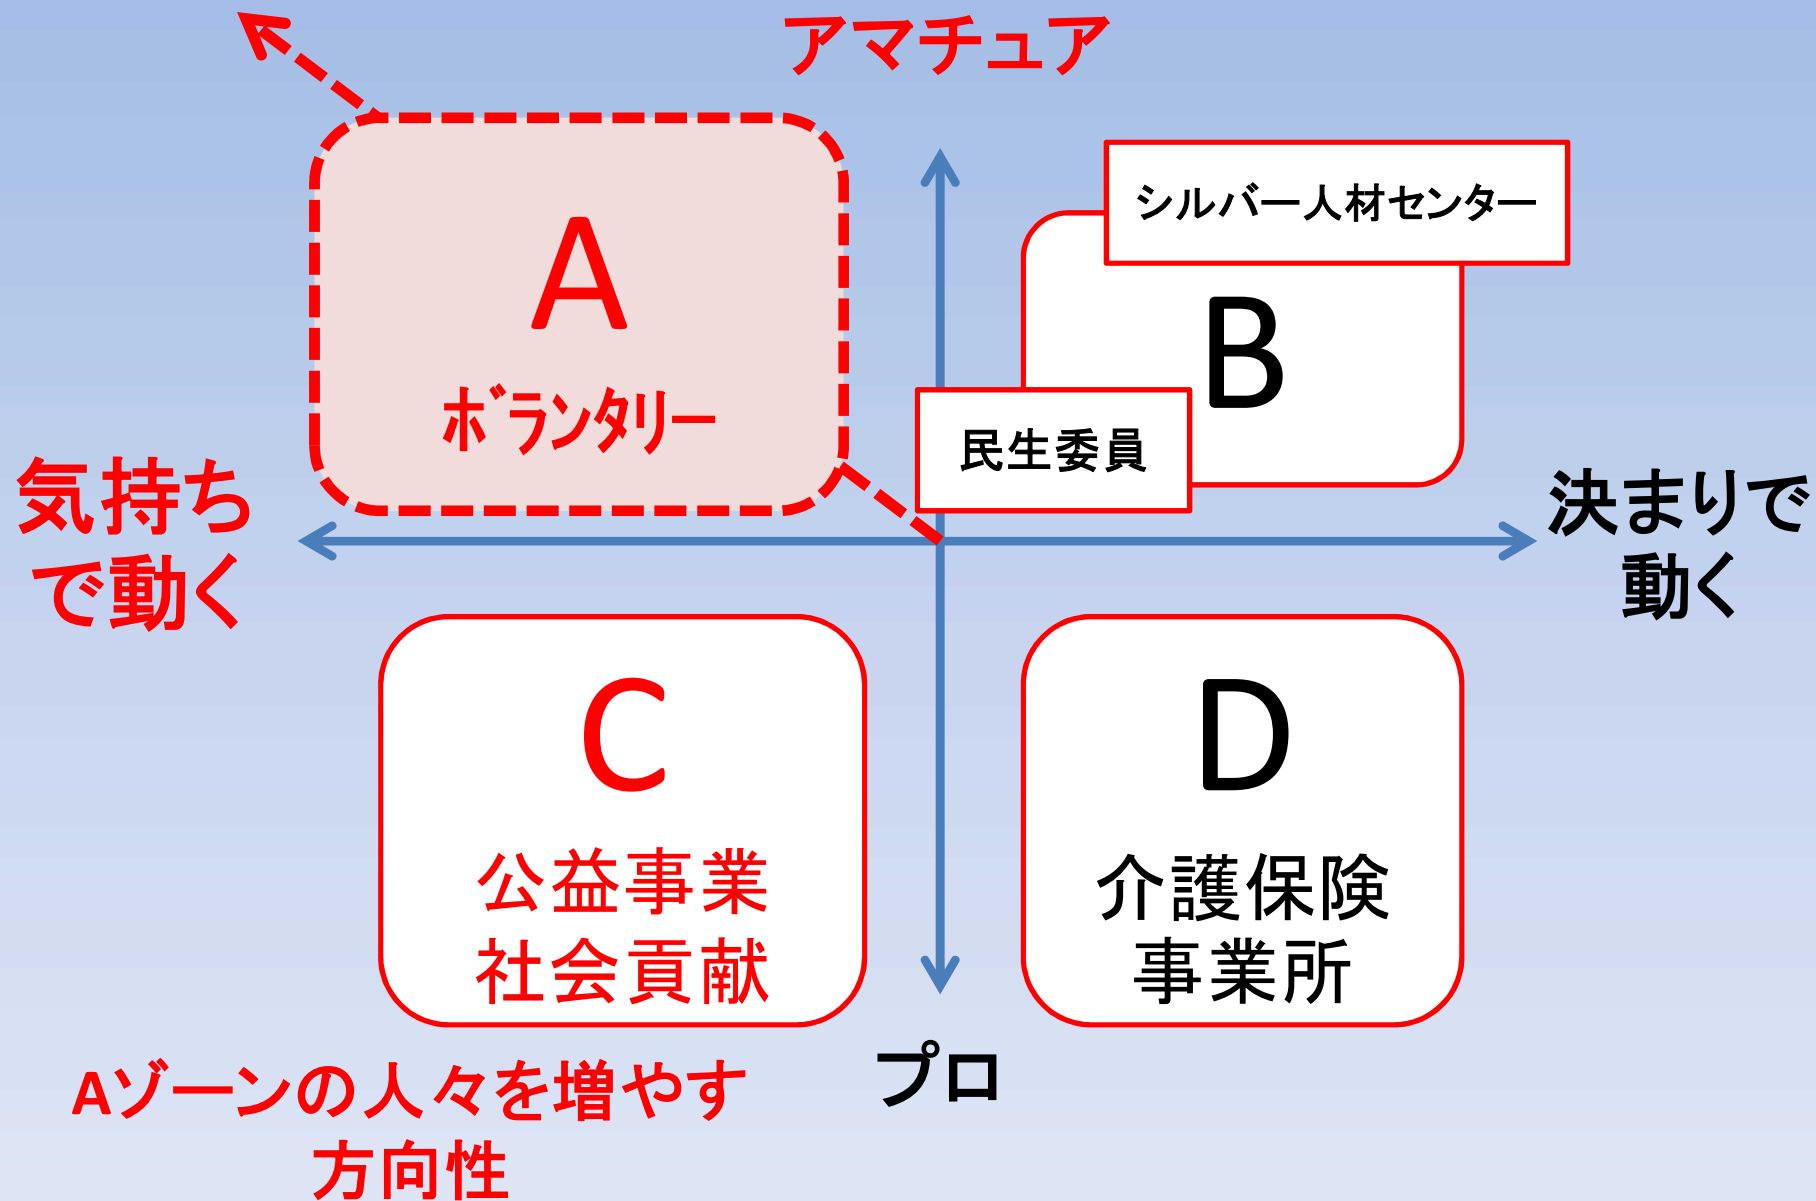 アマチュア
シルバー人材センター
A
ボランタリー
B
民生委員
気持ち
で動く
決まりで
動く
C
公益事業
社会貢献
D
介護保険
事業所
プロ
Aゾーンの人々を増やす
方向性